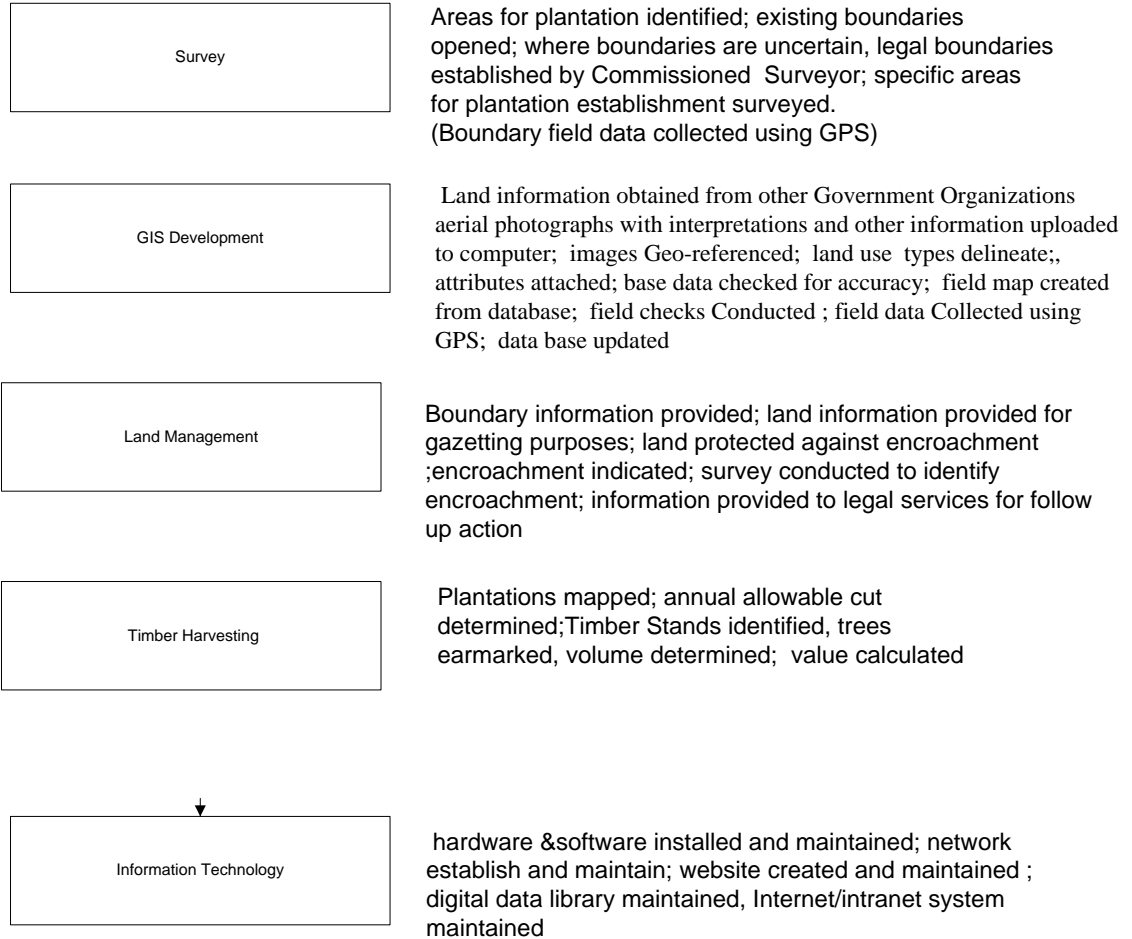 Survey
Areas for plantation identified; existing boundaries
opened; where boundaries are uncertain, legal boundaries
established by Commissioned Surveyor; specific areas
for plantation establishment surveyed.
(Boundary field data collected using GPS)
GIS Development
Land information obtained from other Government Organizations
aerial photographs with interpretations and other information uploaded
to computer; images Geo-referenced; land use types delineate;,
attributes attached; base data checked for accuracy; field map created
from database; field checks Conducted ; field data Collected using
GPS; data base updated
Land Management
Boundary information provided; land information provided for
gazetting purposes; land protected against encroachment
;encroachment indicated; survey conducted to identify
encroachment; information provided to legal services for follow
up action
Timber Harvesting
Plantations mapped; annual allowable cut
determined;Timber Stands identified, trees
earmarked, volume determined; value calculated
Information Technology
hardware &software installed and maintained; network
establish and maintain; website created and maintained ;
digital data library maintained, Internet/intranet system
maintained